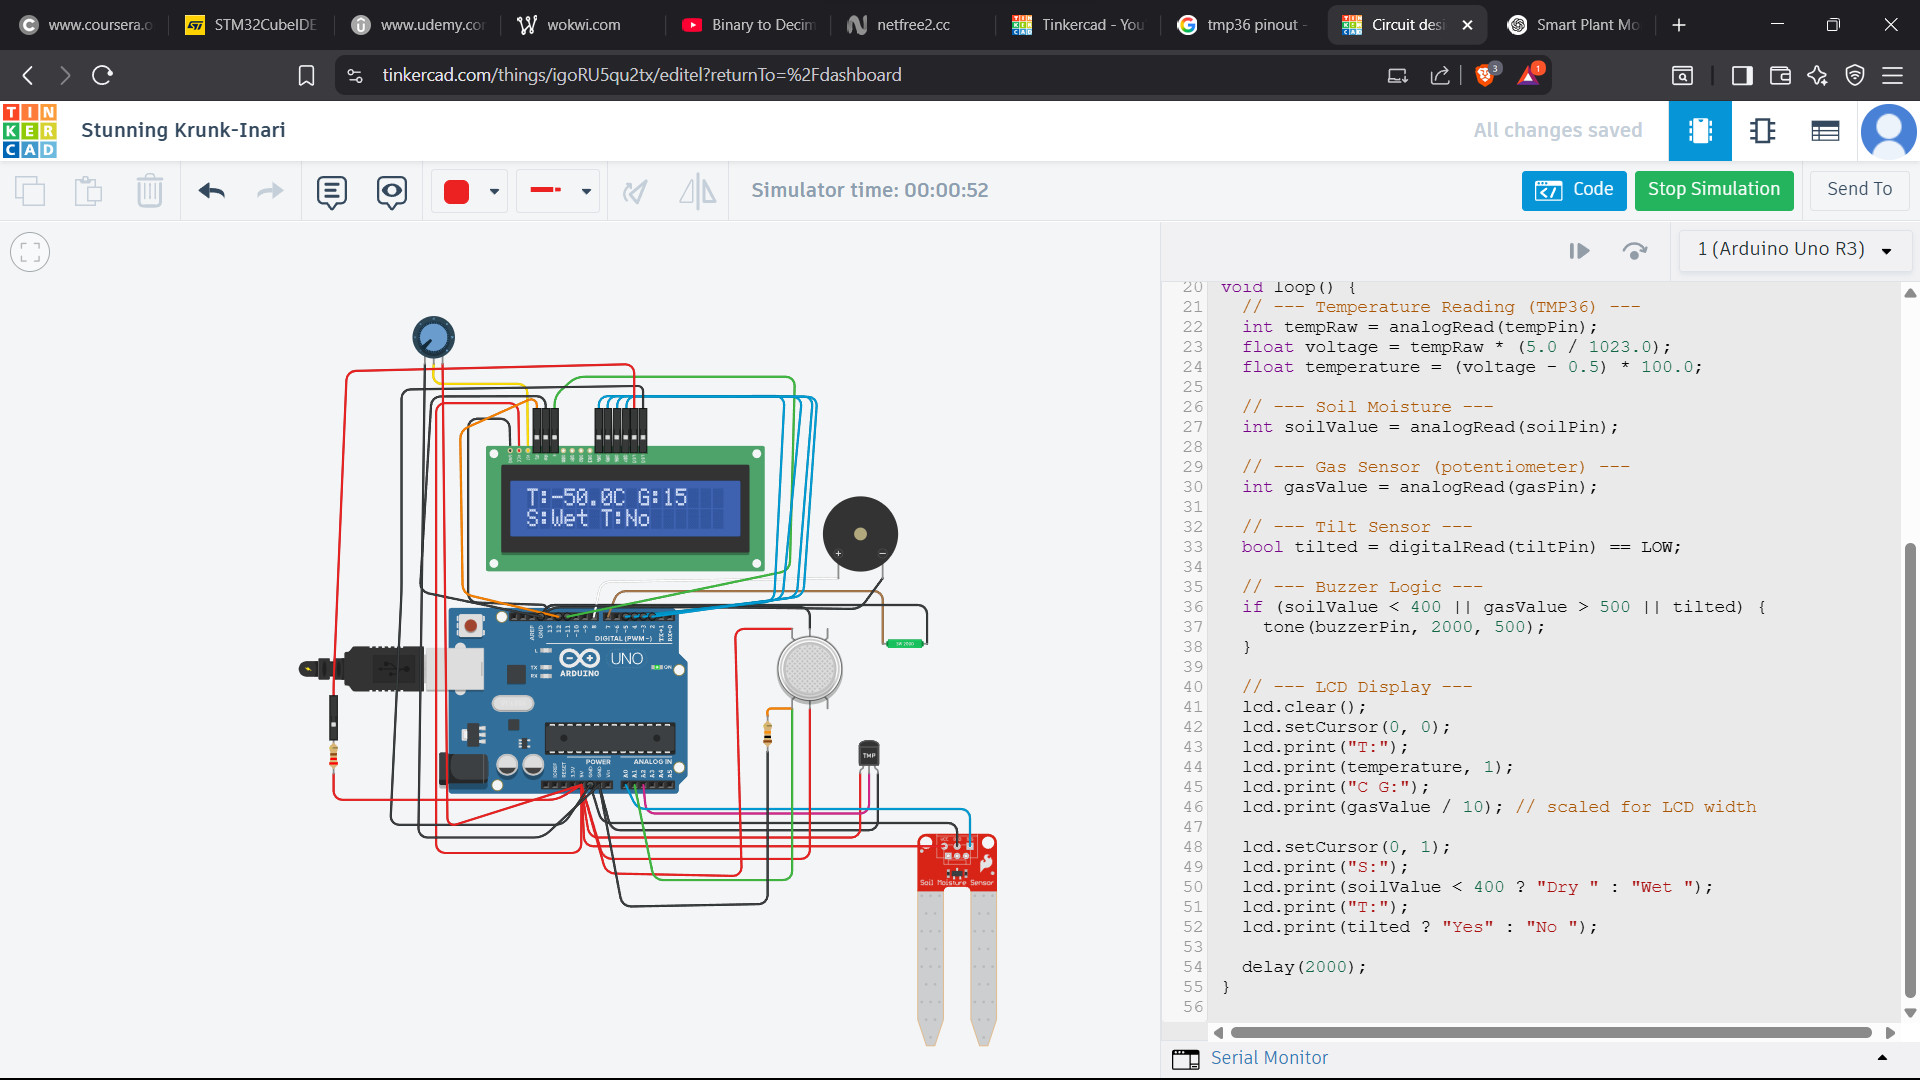 www.coursera.o
STM32CubeIDE
www.udemy.cor
wokwi.com
Binary to Decim
netfree2.cc
Tinkercad - You
tmp36 pinout -
Circuit desi
Smart Plant Mo
tinkercad.com/things/igoRU5qu2tx/editel?returnTo=%2Fdashboard
3
1
TIN
KER
CAD
Stunning Krunk-Inari
All changes saved
Simulator time: 00:00:52
Code
Stop Simulation
Send To
1 (Arduino Uno R3)
T:-50.0C G:15
S:Wet T:No
DIGITAL (PWM~)
UNO
ARDUINO
ON
L
TX
RX
POWER
ANALOG IN
TMP
Soil Moisture Sensor
20 void loop() {
21 // --- Temperature Reading (TMP36) ---
22 int tempRaw = analogRead(tempPin);
23 float voltage = tempRaw * (5.0 / 1023.0);
24 float temperature = (voltage - 0.5) * 100.0;
25
26 // --- Soil Moisture ---
27 int soilValue = analogRead(soilPin);
28
29 // --- Gas Sensor (potentiometer) ---
30 int gasValue = analogRead(gasPin);
31
32 // --- Tilt Sensor ---
33 bool tilted = digitalRead(tiltPin) == LOW;
34
35 // --- Buzzer Logic ---
36 if (soilValue < 400 || gasValue > 500 || tilted) {
37 tone(buzzerPin, 2000, 500);
38 }
39
40 // --- LCD Display ---
41 lcd.clear();
42 lcd.setCursor(0, 0);
43 lcd.print("T:");
44 lcd.print(temperature, 1);
45 lcd.print("C G:");
46 lcd.print(gasValue / 10); // scaled for LCD width
47
48 lcd.setCursor(0, 1);
49 lcd.print("S:");
50 lcd.print(soilValue < 400 ? "Dry " : "Wet ");
51 lcd.print("T:");
52 lcd.print(tilted ? "Yes" : "No ");
53
54 delay(2000);
55 }
56
Serial Monitor